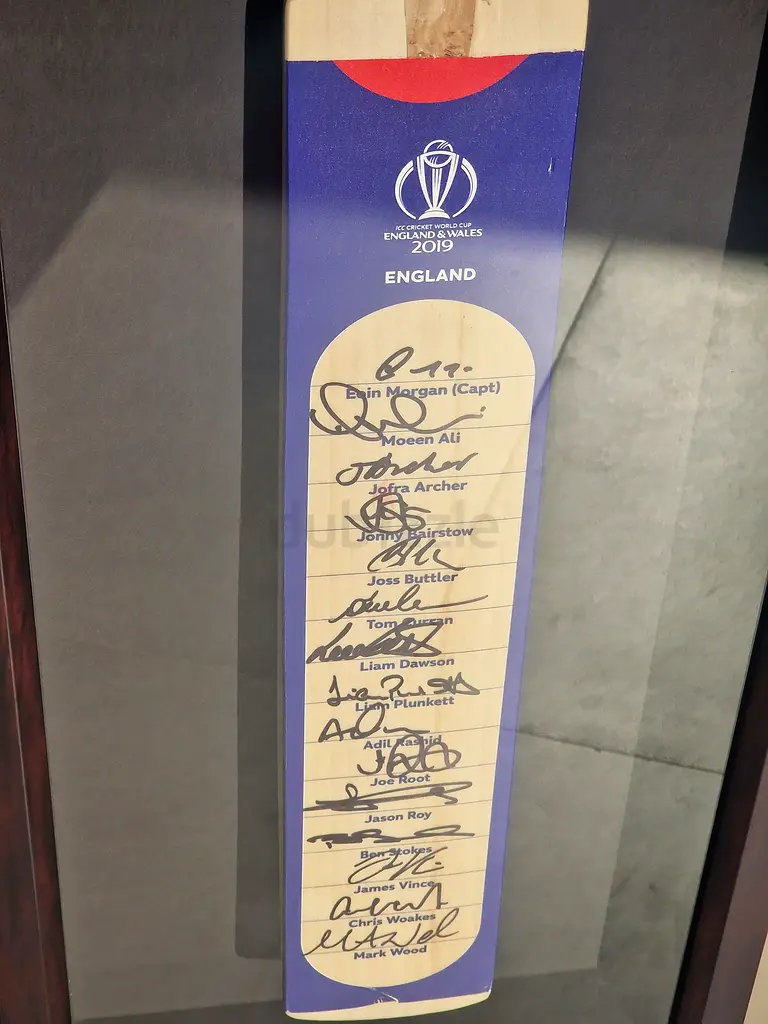 ICC CRICKET WORLD CUP
ENGLAND & WALES
2019
ENGLAND
Eoin Morgan (Capt)
Moeen Ali
JArcher
Jofra Archer
Jonny Bairstow
dubizzle
Joss Buttler
Tom Curran
Liam Dawson
Liam Plunkett
Adil Rashid
Joe Root
Jason Roy
Ben Stokes
James Vince
Chris Woakes
Mark Wood